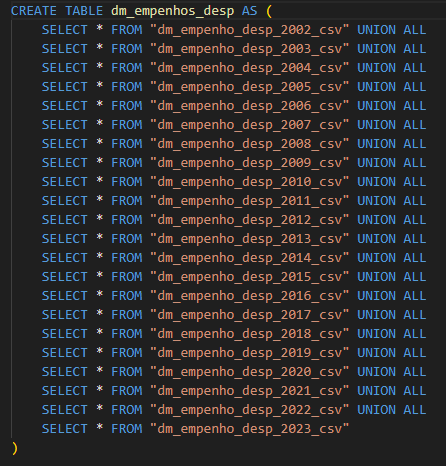 CREATE TABLE dm_empenhos_desp AS (
    SELECT * FROM "dm_empenho_desp_2002_csv" UNION ALL
    SELECT * FROM "dm_empenho_desp_2003_csv" UNION ALL
    SELECT * FROM "dm_empenho_desp_2004_csv" UNION ALL
    SELECT * FROM "dm_empenho_desp_2005_csv" UNION ALL
    SELECT * FROM "dm_empenho_desp_2006_csv" UNION ALL
    SELECT * FROM "dm_empenho_desp_2007_csv" UNION ALL
    SELECT * FROM "dm_empenho_desp_2008_csv" UNION ALL
    SELECT * FROM "dm_empenho_desp_2009_csv" UNION ALL
    SELECT * FROM "dm_empenho_desp_2010_csv" UNION ALL
    SELECT * FROM "dm_empenho_desp_2011_csv" UNION ALL
    SELECT * FROM "dm_empenho_desp_2012_csv" UNION ALL
    SELECT * FROM "dm_empenho_desp_2013_csv" UNION ALL
    SELECT * FROM "dm_empenho_desp_2014_csv" UNION ALL
    SELECT * FROM "dm_empenho_desp_2015_csv" UNION ALL
    SELECT * FROM "dm_empenho_desp_2016_csv" UNION ALL
    SELECT * FROM "dm_empenho_desp_2017_csv" UNION ALL
    SELECT * FROM "dm_empenho_desp_2018_csv" UNION ALL
    SELECT * FROM "dm_empenho_desp_2019_csv" UNION ALL
    SELECT * FROM "dm_empenho_desp_2020_csv" UNION ALL
    SELECT * FROM "dm_empenho_desp_2021_csv" UNION ALL
    SELECT * FROM "dm_empenho_desp_2022_csv" UNION ALL
    SELECT * FROM "dm_empenho_desp_2023_csv"
)